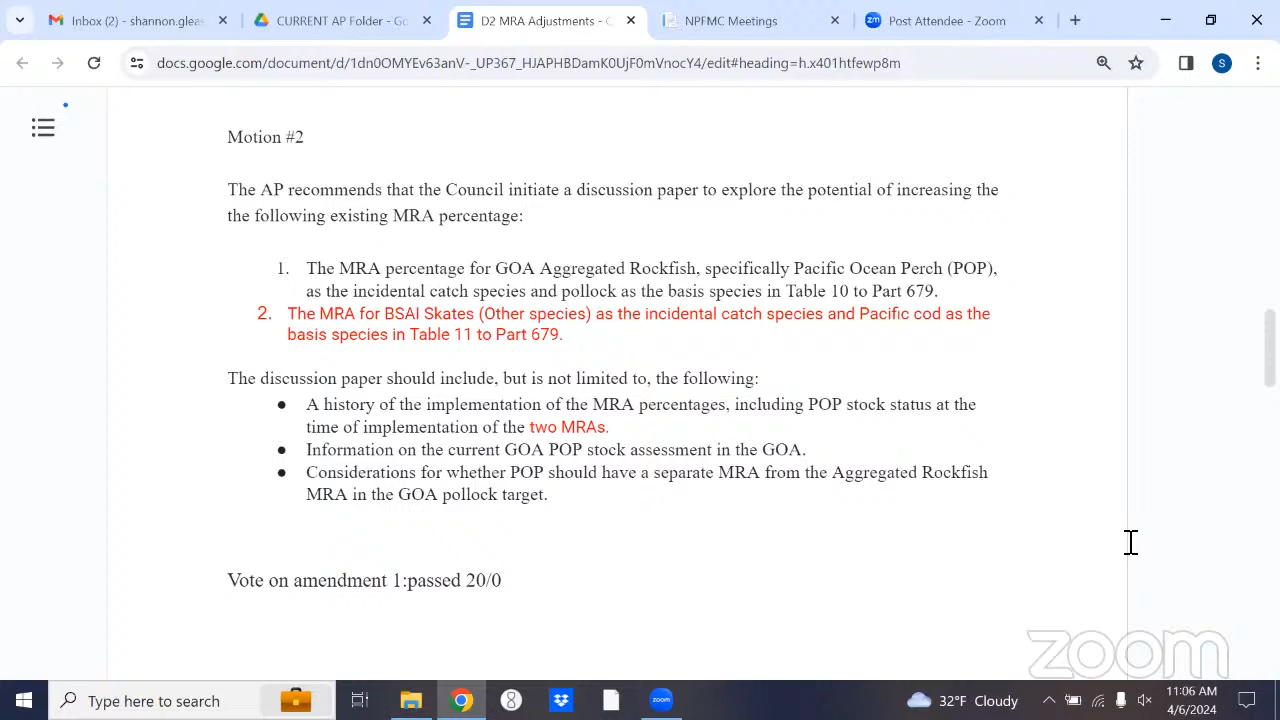 Inbox (2) - shannon.gleas
CURRENT AP Folder - Go
D2 MRA Adjustments - G
NPFMC Meetings
Post Attendee - Zoom
docs.google.com/document/d/1dn0OMYEv63anV-_UP367_HJAPHBDamK0UjF0mVnocY4/edit#heading=h.x401htfewp8m
S
Motion #2
The AP recommends that the Council initiate a discussion paper to explore the potential of increasing the
the following existing MRA percentage:
1. The MRA percentage for GOA Aggregated Rockfish, specifically Pacific Ocean Perch (POP),
as the incidental catch species and pollock as the basis species in Table 10 to Part 679.
2. The MRA for BSAI Skates (Other species) as the incidental catch species and Pacific cod as the
basis species in Table 11 to Part 679.
The discussion paper should include, but is not limited to, the following:
● A history of the implementation of the MRA percentages, including POP stock status at the
time of implementation of the two MRAs.
● Information on the current GOA POP stock assessment in the GOA.
● Considerations for whether POP should have a separate MRA from the Aggregated Rockfish
MRA in the GOA pollock target.
Vote on amendment 1:passed 20/0
zoom
Type here to search
zoom
32°F Cloudy
11:06 AM
4/6/2024